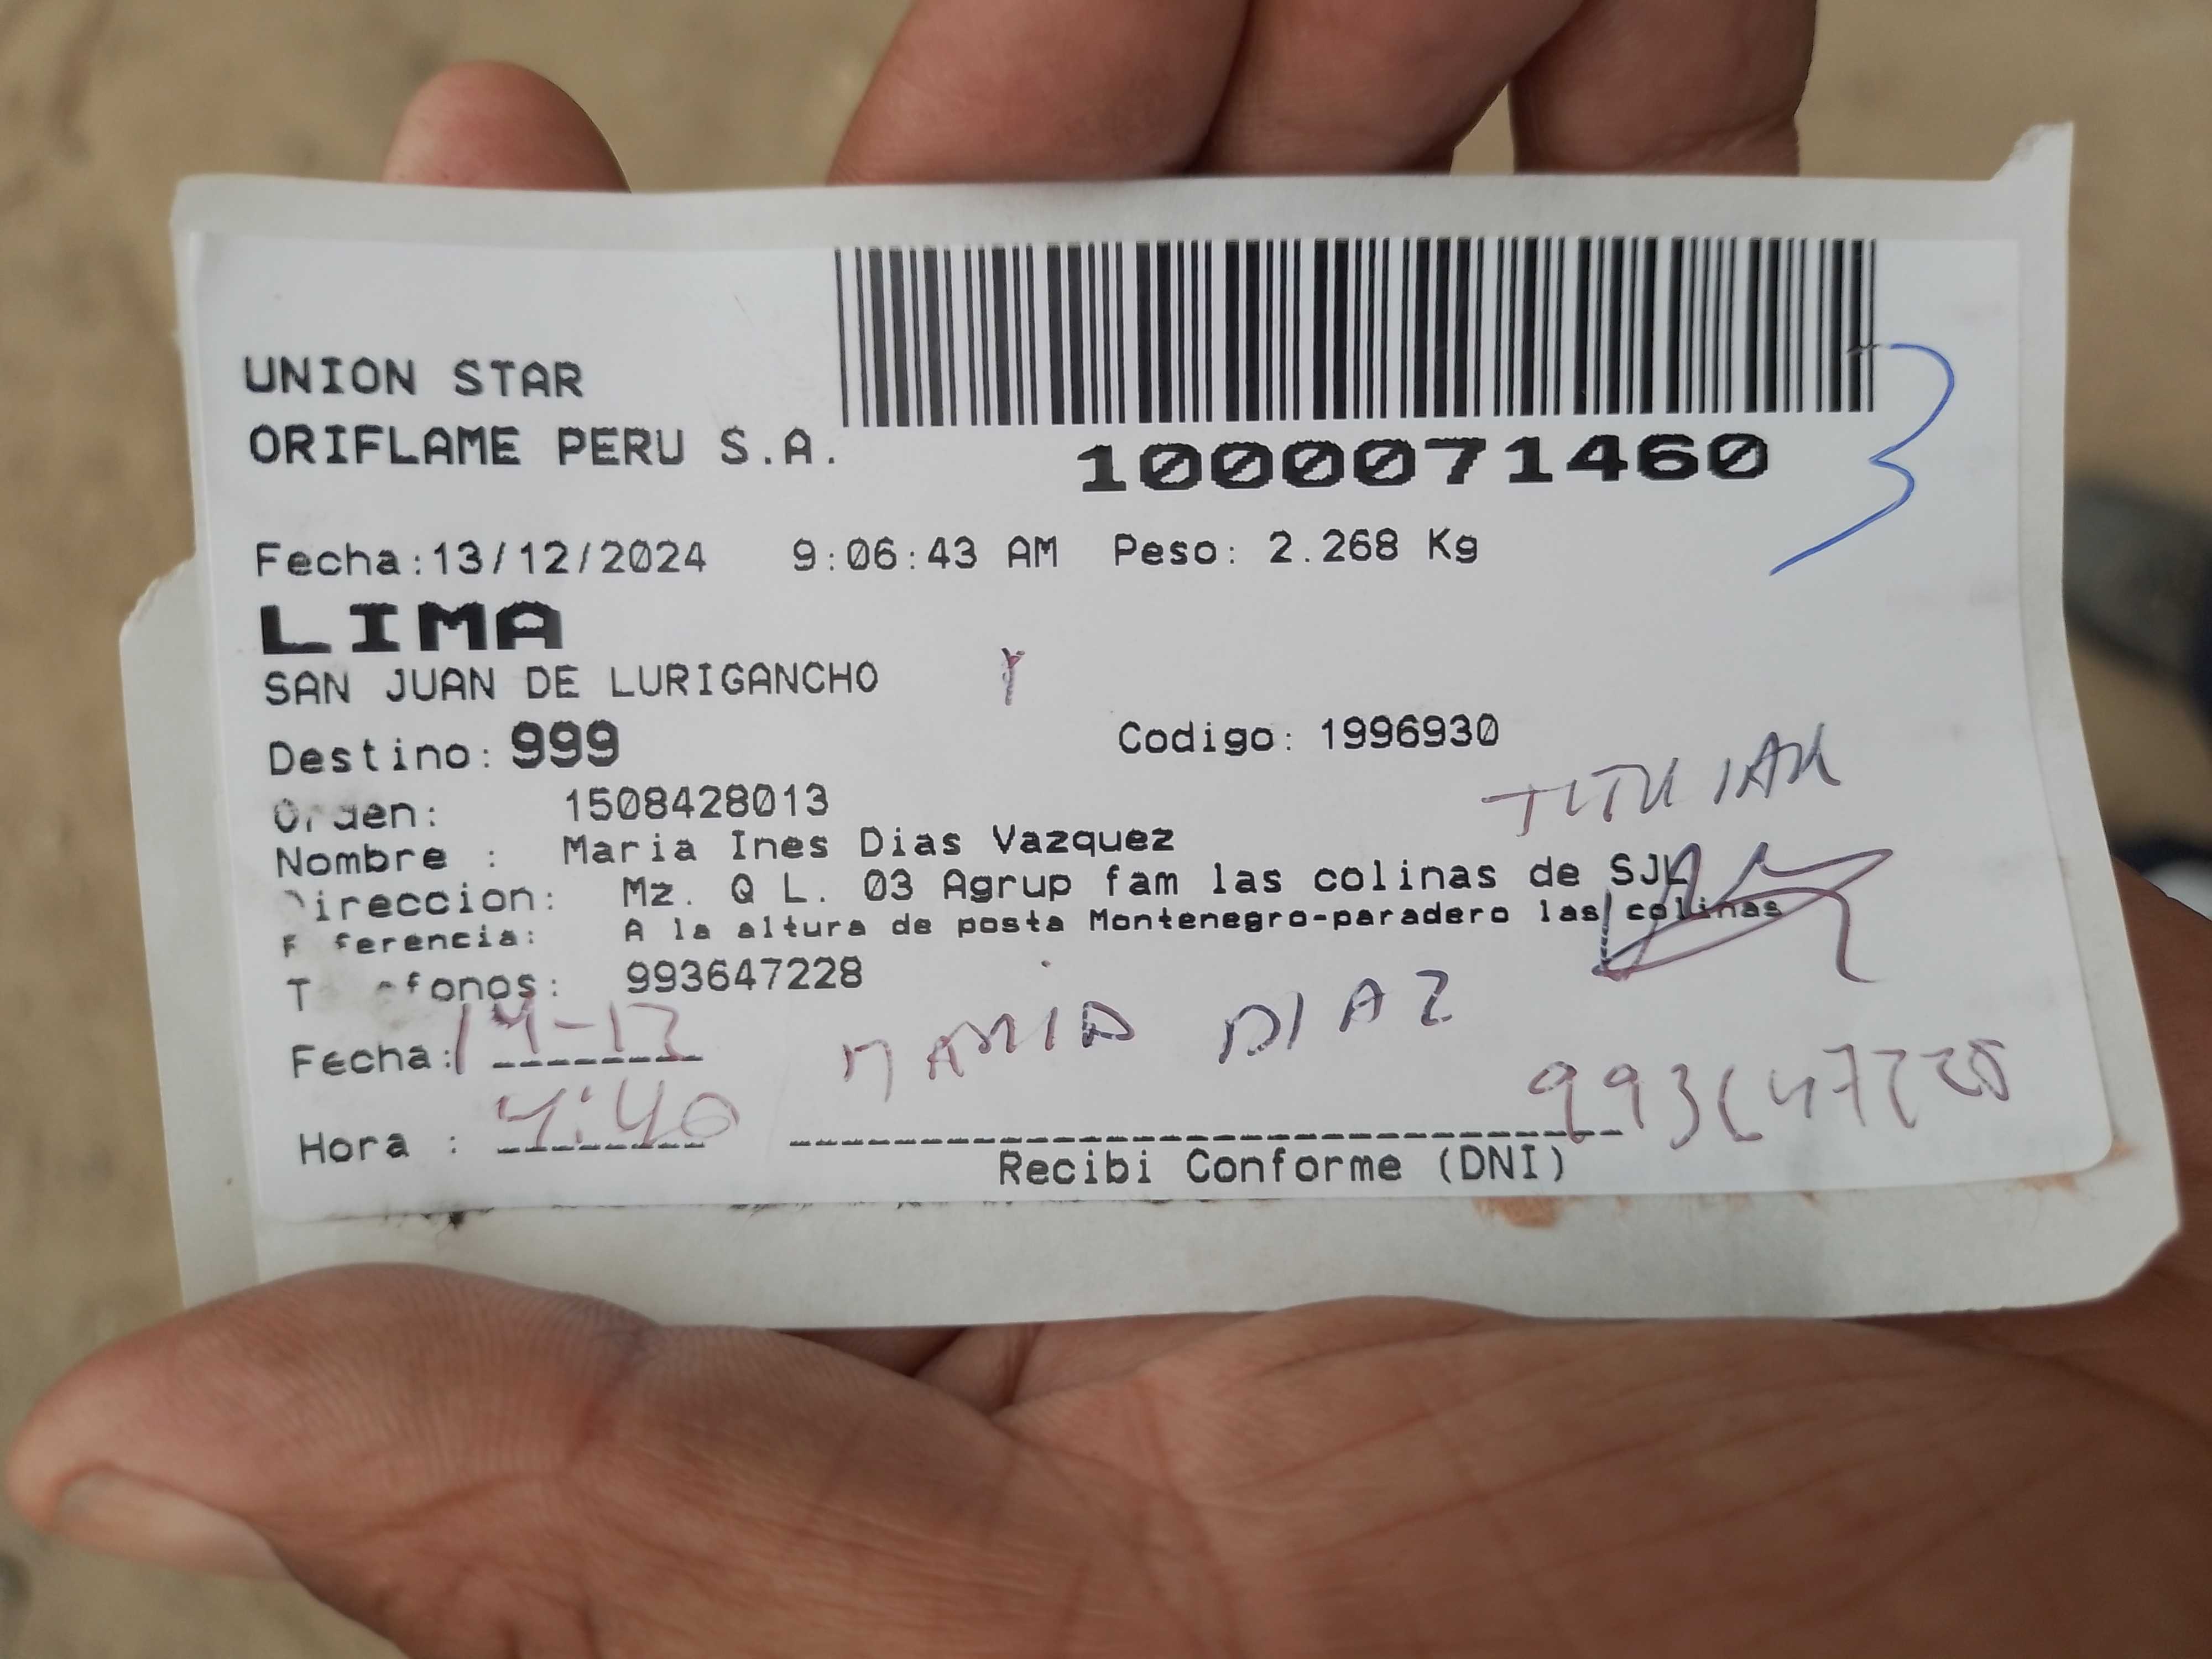 UNION STAR
ORIFLAME PERU S.A.
1000071460
3
Fecha:13/12/2024 9:06:43 AM Peso: 2.268 Kg
LIMA
SAN JUAN DE LURIGANCHO
Destino: 999 Codigo: 1996930
TITULAR
Orden: 1508428013
Nombre : Maria Ines Dias Vazquez
Direccion: Mz. Q L. 03 Agrup fam las colinas de SJL
Referencia: A la altura de posta Montenegro-paradero las colinas
Telefonos: 993647228
Fecha: 14-12 MARIA DIAZ
Hora : 4:40 993647228
Recibi Conforme (DNI)